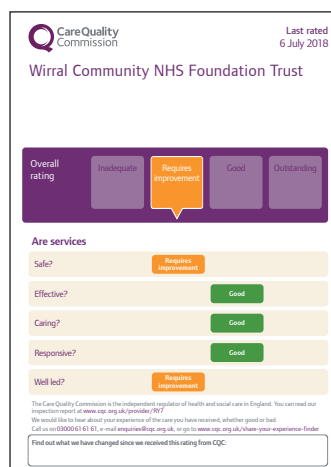 CareQuality
Commission
Last rated
6 July 2018
Wirral Community NHS Foundation Trust
Overall
rating
Inadequate
Requires
improvement
Good
Outstanding
Are services
Safe?
Requires
improvement
Effective?
Good
Caring?
Good
Responsive?
Good
Well led?
Requires
improvement
The Care Quality Commission is the independent regulator of health and social care in England. You can read our
inspection report at www.cqc.org.uk/provider/RY7
We would like to hear about your experience of the care you have received, whether good or bad.
Call us on 03000 61 61 61, e-mail enquiries@cqc.org.uk, or go to www.cqc.org.uk/share-your-experience-finder
Find out what we have changed since we received this rating from CQC: